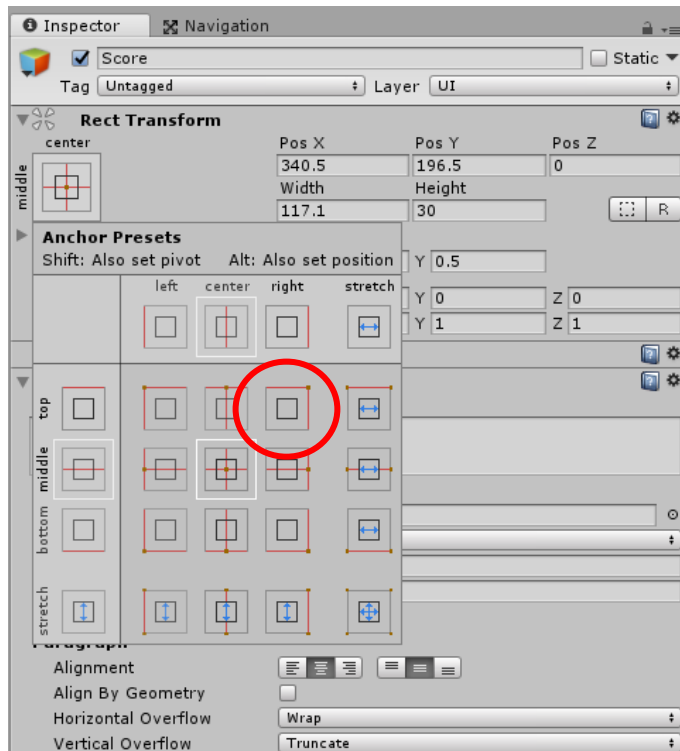 Inspector Navigation
Score Static
Tag Untagged Layer UI
Rect Transform
center Pos X Pos Y Pos Z
middle 340.5 196.5 0
Width Height
117.1 30 R
Anchor Presets
Shift: Also set pivot Alt: Also set position Y 0.5
left center right stretch
Y 0 Z 0
Y 1 Z 1
top
middle
bottom
stretch
Paragraph
Alignment
Align By Geometry
Horizontal Overflow Wrap
Vertical Overflow Truncate